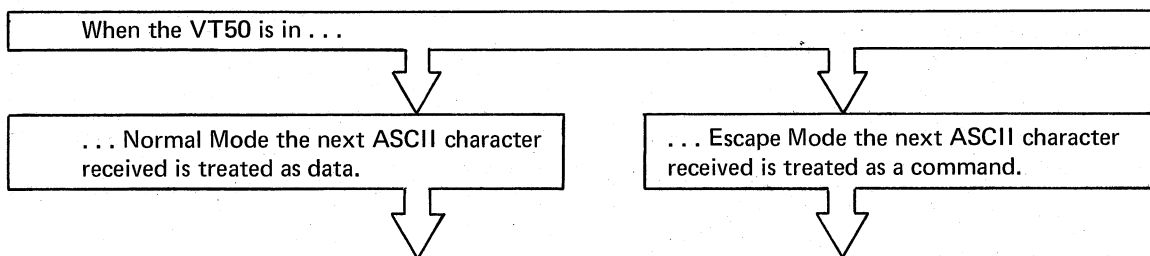 When the VT50 is in . . .
. . . Normal Mode the next ASCII character
received is treated as data.
. . . Escape Mode the next ASCII character
received is treated as a command.